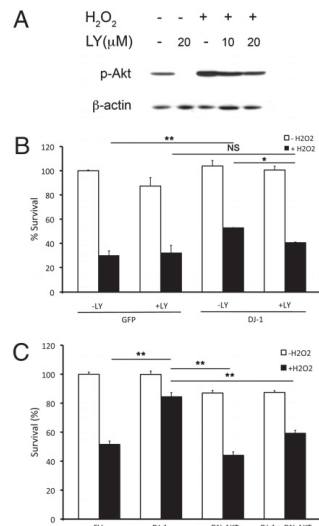 A
H₂O₂ - - + + +
LY(μM) - 20 - 10 20
p-Akt
β-actin
B
**
NS
*
- H2O2
+ H2O2
% Survival
120
100
80
60
40
20
0
-LY +LY -LY +LY
GFP DJ-1
C
**
**
**
-H2O2
+H2O2
Survival (%)
120
100
80
60
40
20
0